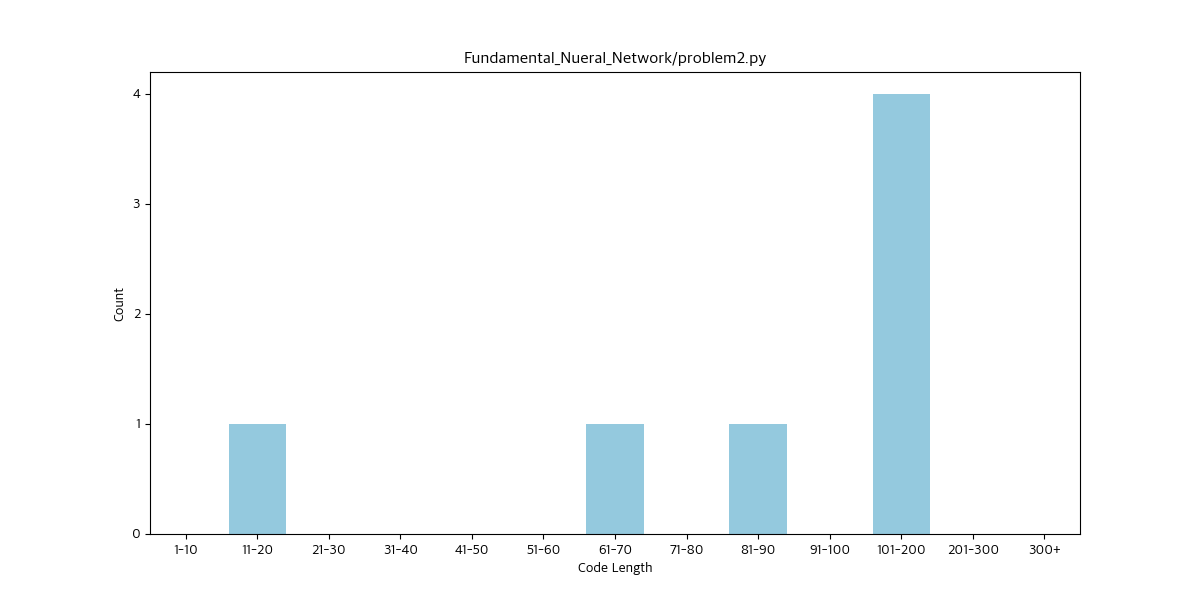 Fundamental_Nueral_Network/problem2.py
4
3
2
1
0
Count
1-10 11-20 21-30 31-40 41-50 51-60 61-70 71-80 81-90 91-100 101-200 201-300 300+
Code Length